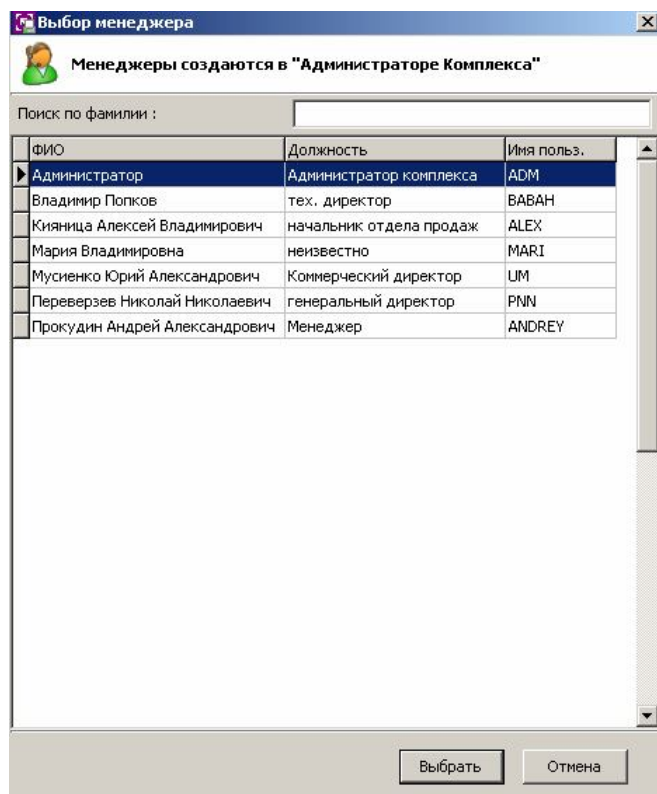 Выбор менеджера
Менеджеры создаются в "Администраторе Комплекса"
Поиск по фамилии :
ФИО Должность Имя польз.
Администратор Администратор комплекса ADM
Владимир Попков тех. директор BABAH
Кияница Алексей Владимирович начальник отдела продаж ALEX
Мария Владимировна неизвестно MARI
Мусиенко Юрий Александрович Коммерческий директор UM
Переверзев Николай Николаевич генеральный директор PNN
Прокудин Андрей Александрович Менеджер ANDREY
Выбрать Отмена